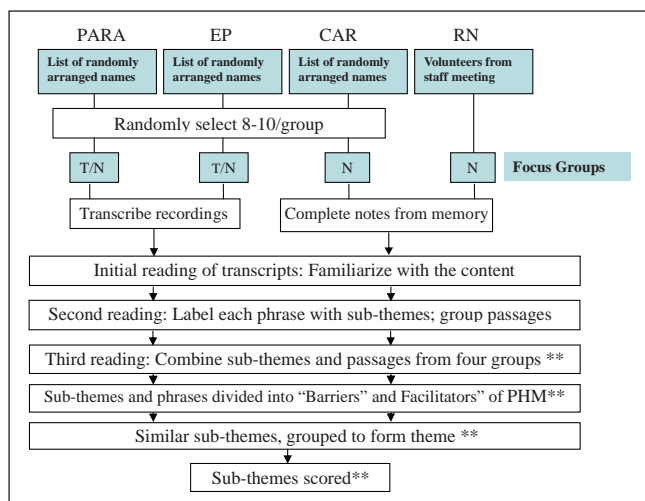 PARA EP CAR RN
List of randomly arranged names
List of randomly arranged names
List of randomly arranged names
Volunteers from staff meeting
Randomly select 8-10/group
T/N T/N N N Focus Groups
Transcribe recordings
Complete notes from memory
Initial reading of transcripts: Familiarize with the content
Second reading: Label each phrase with sub-themes; group passages
Third reading: Combine sub-themes and passages from four groups **
Sub-themes and phrases divided into “Barriers” and Facilitators” of PHM**
Similar sub-themes, grouped to form theme **
Sub-themes scored**